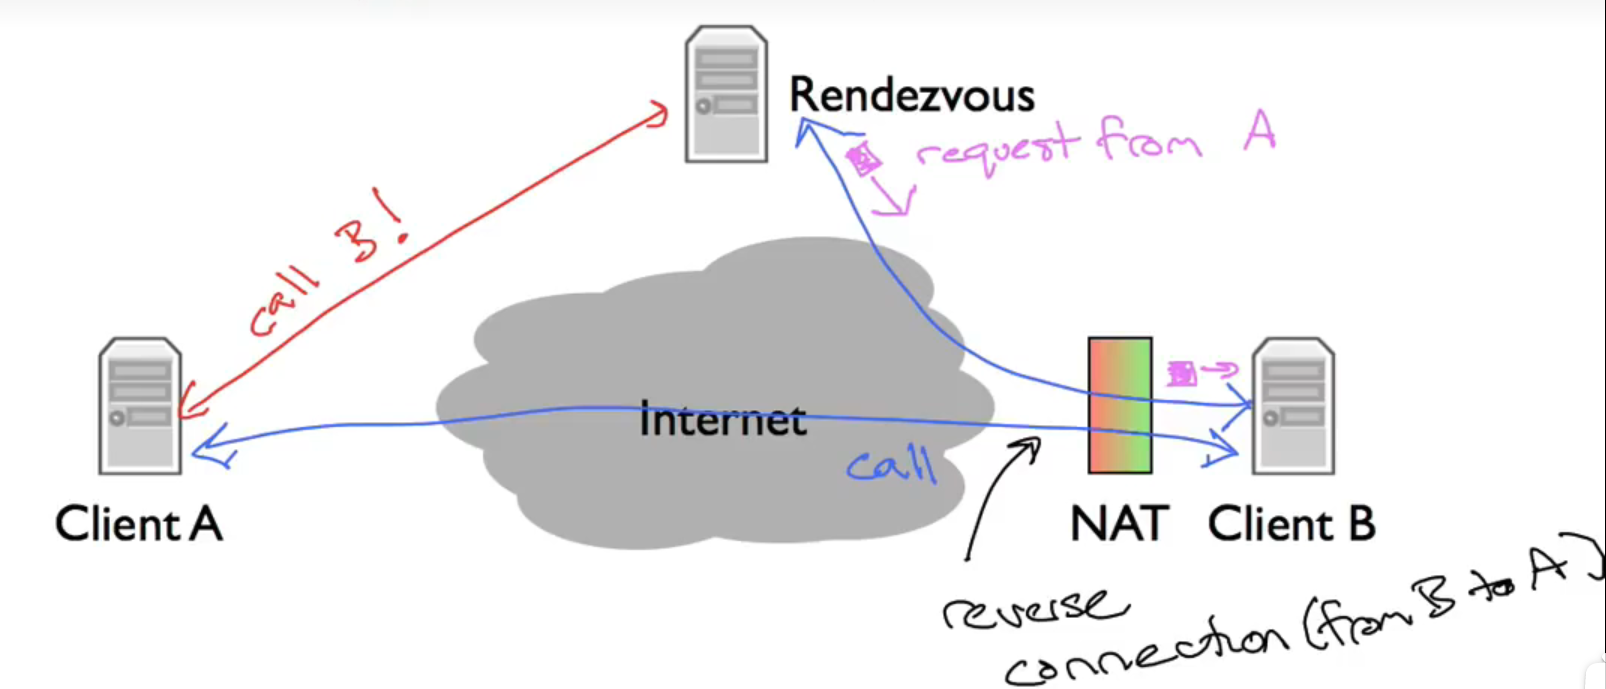 Rendezvous
request from A
call B!
Internet
call
Client A
NAT
Client B
reverse
connection (from B to A)